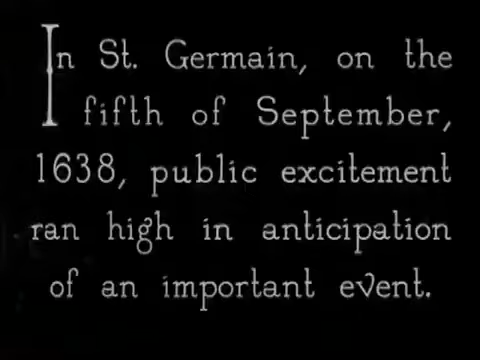 In St. Germain, on the
fifth of September,
1638, public excitement
ran high in anticipation
of an important event.